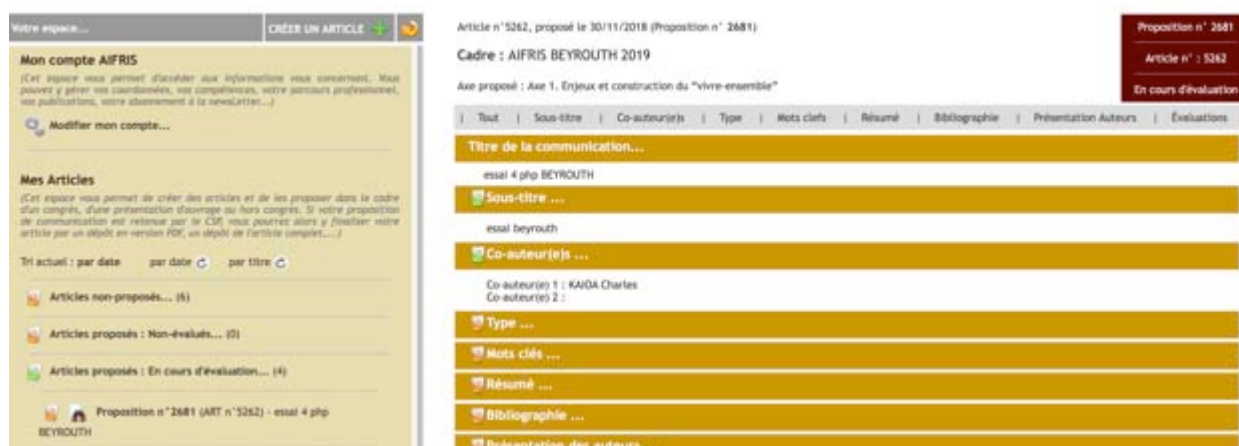 Votre espace...
CRÉER UN ARTICLE
Mon compte AIFRIS
(Cet espace vous permet d'accéder aux informations vous concernant. Vous
pouvez y gérer vos coordonnées, vos compétences, votre parcours professionnel,
vos publications, votre abonnement à la newsLetter...)
Modifier mon compte...
Mes Articles
(Cet espace vous permet de créer des articles et de les proposer dans le cadre
d'un congrès, d'une présentation d'ouvrage ou hors congrès. Si votre proposition
de communication est retenue par le CSP, vous pourrez alors y finaliser votre
article par un dépôt en version PDF, un dépôt de l'article complet,...)
Tri actuel : par date par date par titre
Articles non-proposés... (6)
Articles proposés : Non-évalués... (0)
Articles proposés : En cours d'évaluation... (4)
Proposition n°2681 (ART n°5262) - essai 4 php
BEYROUTH
Article n°5262, proposé le 30/11/2018 (Proposition n° 2681)
Cadre : AIFRIS BEYROUTH 2019
Axe proposé : Axe 1. Enjeux et construction du "vivre-ensemble"
Proposition n° 2681
Article n° : 5262
En cours d'évaluation
| Tout | Sous-titre | Co-auteur(e)s | Type | Mots clefs | Résumé | Bibliographie | Présentation Auteurs | Évaluations
Titre de la communication...
essai 4 php BEYROUTH
Sous-titre ...
essai beyrouth
Co-auteur(e)s ...
Co-auteur(e) 1 : KAIOA Charles
Co-auteur(e) 2 :
Type ...
Mots clés ...
Résumé ...
Bibliographie ...
Présentation des auteurs